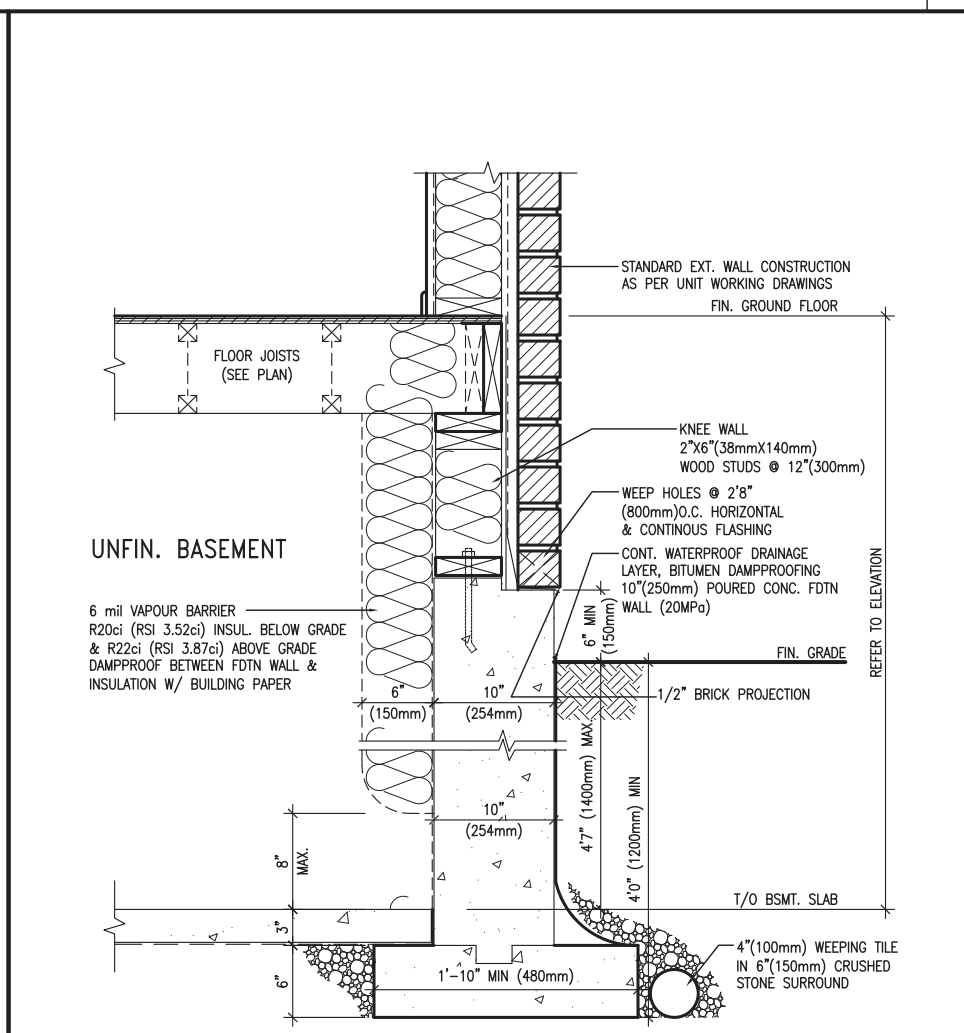 STANDARD EXT. WALL CONSTRUCTION
AS PER UNIT WORKING DRAWINGS
FIN. GROUND FLOOR
FLOOR JOISTS
(SEE PLAN)
KNEE WALL
2"X6"(38mmX140mm)
WOOD STUDS @ 12"(300mm)
WEEP HOLES @ 2'8"
(800mm)O.C. HORIZONTAL
& CONTINOUS FLASHING
UNFIN. BASEMENT
CONT. WATERPROOF DRAINAGE
LAYER, BITUMEN DAMPPROOFING
10"(250mm) POURED CONC. FDTN
WALL (20MPa)
6 mil VAPOUR BARRIER
R20ci (RSI 3.52ci) INSUL. BELOW GRADE
& R22ci (RSI 3.87ci) ABOVE GRADE
DAMPPROOF BETWEEN FDTN WALL &
INSULATION W/ BUILDING PAPER
6" MIN
(150mm)
REFER TO ELEVATION
FIN. GRADE
6"
(150mm)
10"
(254mm)
1/2" BRICK PROJECTION
4'7" (1400mm) MAX.
4'0" (1200mm) MIN
10"
(254mm)
8"
MAX.
T/O BSMT. SLAB
3"
6"
1'-10" MIN (480mm)
4"(100mm) WEEPING TILE
IN 6"(150mm) CRUSHED
STONE SURROUND